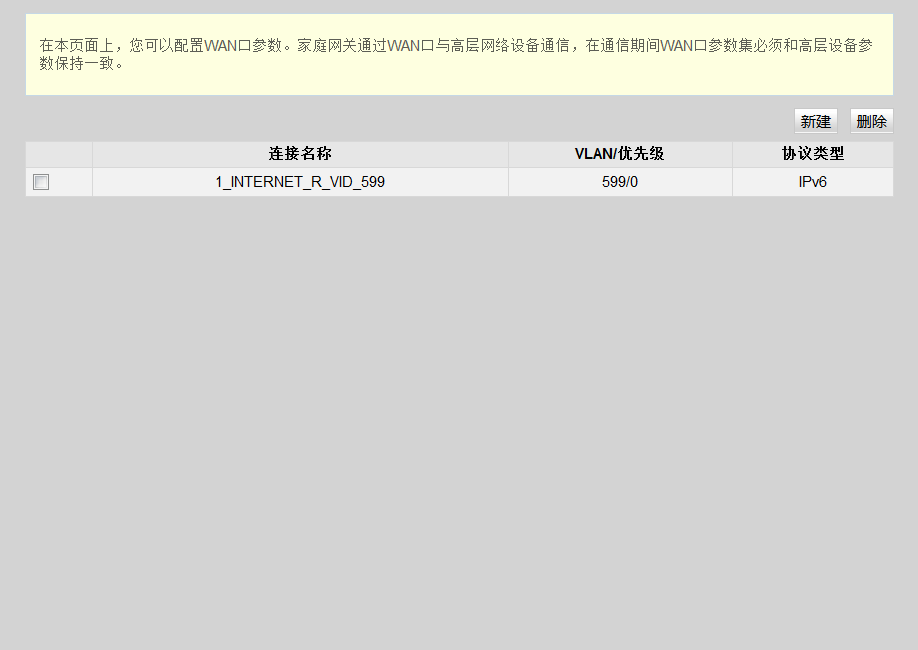 在本页面上，您可以配置WAN口参数。家庭网关通过WAN口与高层网络设备通信，在通信期间WAN口参数集必须和高层设备参
数保持一致。
新建 删除
连接名称 VLAN/优先级 协议类型
1_INTERNET_R_VID_599 599/0 IPv6